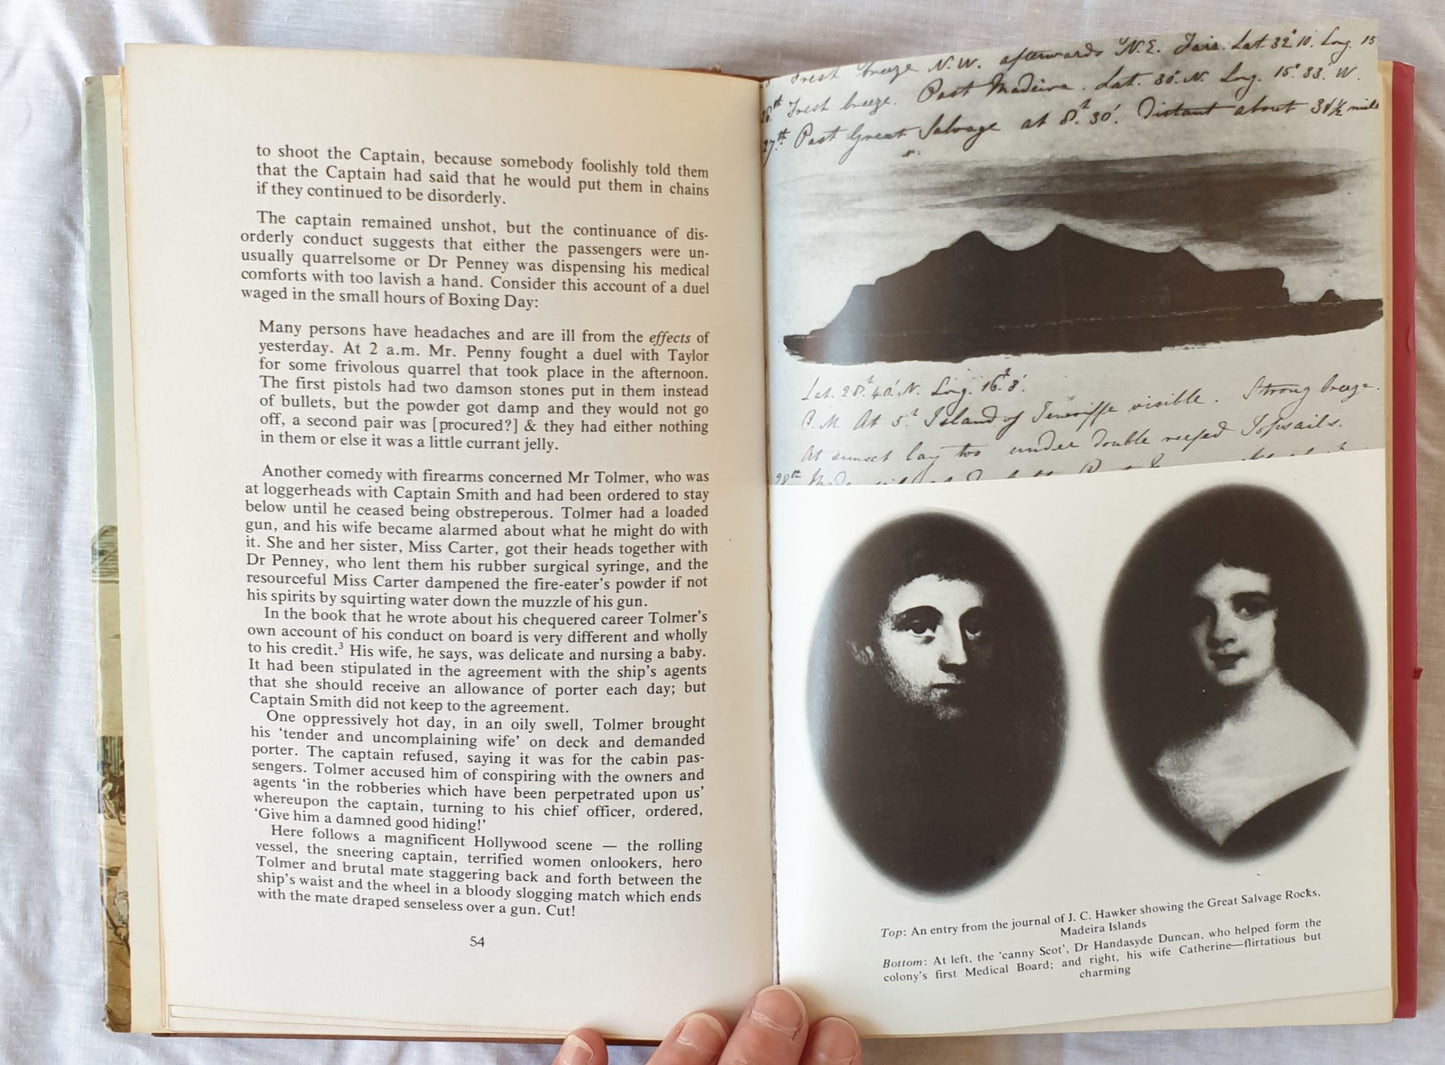 to shoot the Captain, because somebody foolishly told them
that the Captain had said that he would put them in chains
if they continued to be disorderly.
The captain remained unshot, but the continuance of dis-
orderly conduct suggests that either the passengers were un-
usually quarrelsome or Dr Penney was dispensing his medical
comforts with too lavish a hand. Consider this account of a duel
waged in the small hours of Boxing Day:
Many persons have headaches and are ill from the effects of
yesterday. At 2 a.m. Mr. Penny fought a duel with Taylor
for some frivolous quarrel that took place in the afternoon.
The first pistols had two damson stones put in them instead
of bullets, but the powder got damp and they would not go
off, a second pair was [procured?] & they had either nothing
in them or else it was a little currant jelly.
Another comedy with firearms concerned Mr Tolmer, who was
at loggerheads with Captain Smith and had been ordered to stay
below until he ceased being obstreperous. Tolmer had a loaded
gun, and his wife became alarmed about what he might do with
it. She and her sister, Miss Carter, got their heads together with
Dr Penney, who lent them his rubber surgical syringe, and the
resourceful Miss Carter dampened the fire-eater's powder if not
his spirits by squirting water down the muzzle of his gun.
In the book that he wrote about his chequered career Tolmer's
own account of his conduct on board is very different and wholly
to his credit.³ His wife, he says, was delicate and nursing a baby.
It had been stipulated in the agreement with the ship's agents
that she should receive an allowance of porter each day; but
Captain Smith did not keep to the agreement.
One oppressively hot day, in an oily swell, Tolmer brought
his 'tender and uncomplaining wife' on deck and demanded
porter. The captain refused, saying it was for the cabin pas-
sengers. Tolmer accused him of conspiring with the owners and
agents 'in the robberies which have been perpetrated upon us'
whereupon the captain, turning to his chief officer, ordered,
'Give him a damned good hiding!'
Here follows a magnificent Hollywood scene — the rolling
vessel, the sneering captain, terrified women onlookers, hero
Tolmer and brutal mate staggering back and forth between the
ship's waist and the wheel in a bloody slogging match which ends
with the mate draped senseless over a gun. Cut!
54
Fresh breeze N.W. afterwards N.E. Fair. Lat 32° 10. Long 15
26th Fresh breeze. Past Madeira. Lat. 30. N. Long. 15° 33' W.
27th Past Great Salvage at 8h 30'. Distant about 3 1/2 mile
Lat. 28° 40' N. Long. 16° 8'.
P.M. At 5h Island of Teneriffe visible. Strong breeze.
At sunset lay too under double reefed Topsails.
28th
Top: An entry from the journal of J. C. Hawker showing the Great Salvage Rocks,
Madeira Islands
Bottom: At left, the 'canny Scot', Dr Handasyde Duncan, who helped form the
colony's first Medical Board; and right, his wife Catherine—flirtatious but
charming